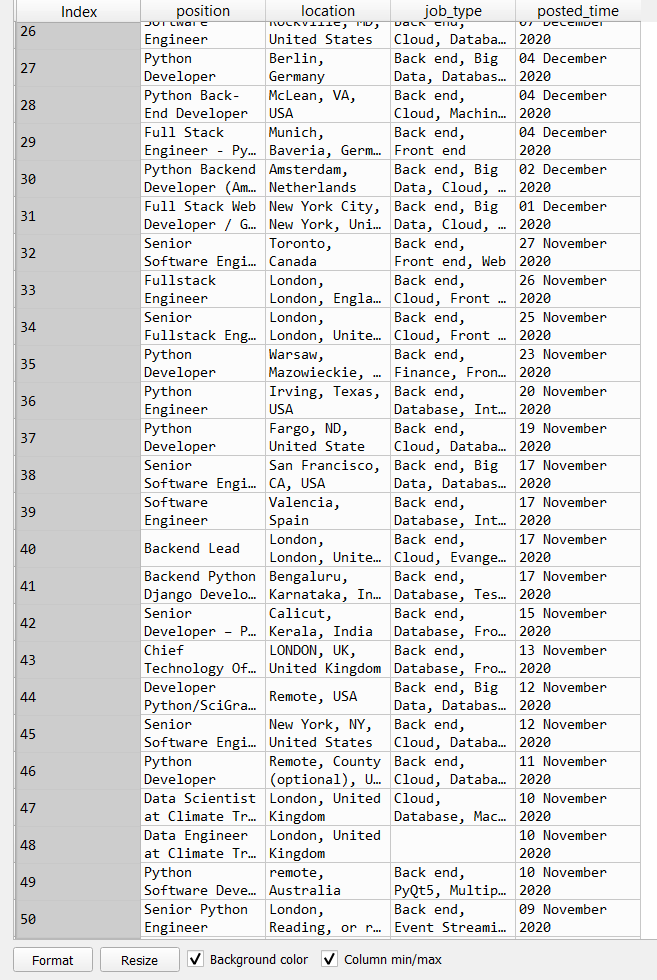 Index position location job_type posted_time
26 Software Rockville, MD, Back end, 07 December
Engineer United States Cloud, Databa… 2020
27 Python Berlin, Back end, Big 04 December
Developer Germany Data, Databas… 2020
28 Python Back- McLean, VA, Back end, 04 December
End Developer USA Cloud, Machin… 2020
29 Full Stack Munich, Back end, 04 December
Engineer - Py… Baveria, Germ… Front end 2020
30 Python Backend Amsterdam, Back end, Big 02 December
Developer (Am… Netherlands Data, Cloud, … 2020
31 Full Stack Web New York City, Back end, Big 01 December
Developer / G… New York, Uni… Data, Cloud, … 2020
32 Senior Toronto, Back end, 27 November
Software Engi… Canada Front end, Web 2020
33 Fullstack London, Back end, 26 November
Engineer London, Engla… Cloud, Front … 2020
34 Senior London, Back end, 25 November
Fullstack Eng… London, Unite… Cloud, Front … 2020
35 Python Warsaw, Back end, 23 November
Developer Mazowieckie, … Finance, Fron… 2020
36 Python Irving, Texas, Back end, 20 November
Engineer USA Database, Int… 2020
37 Python Fargo, ND, Back end, 19 November
Developer United State Cloud, Databa… 2020
38 Senior San Francisco, Back end, Big 17 November
Software Engi… CA, USA Data, Databas… 2020
39 Software Valencia, Back end, 17 November
Engineer Spain Database, Int… 2020
40 Backend Lead London, Back end, 17 November
London, Unite… Cloud, Evange… 2020
41 Backend Python Bengaluru, Back end, 17 November
Django Develo… Karnataka, In… Database, Tes… 2020
42 Senior Calicut, Back end, 15 November
Developer – P… Kerala, India Database, Fro… 2020
43 Chief LONDON, UK, Back end, 13 November
Technology Of… United Kingdom Database, Fro… 2020
44 Developer Remote, USA Back end, Big 12 November
Python/SciGra… Data, Databas… 2020
45 Senior New York, NY, Back end, 12 November
Software Engi… United States Cloud, Databa… 2020
46 Python Remote, County Back end, 11 November
Developer (optional), U… Cloud, Databa… 2020
47 Data Scientist London, United Cloud, 10 November
at Climate Tr… Kingdom Database, Mac… 2020
48 Data Engineer London, United 10 November
at Climate Tr… Kingdom 2020
49 Python remote, Back end, 10 November
Software Deve… Australia PyQt5, Multip… 2020
50 Senior Python London, Back end, 09 November
Engineer Reading, or r… Event Streami… 2020
Format Resize Background color Column min/max